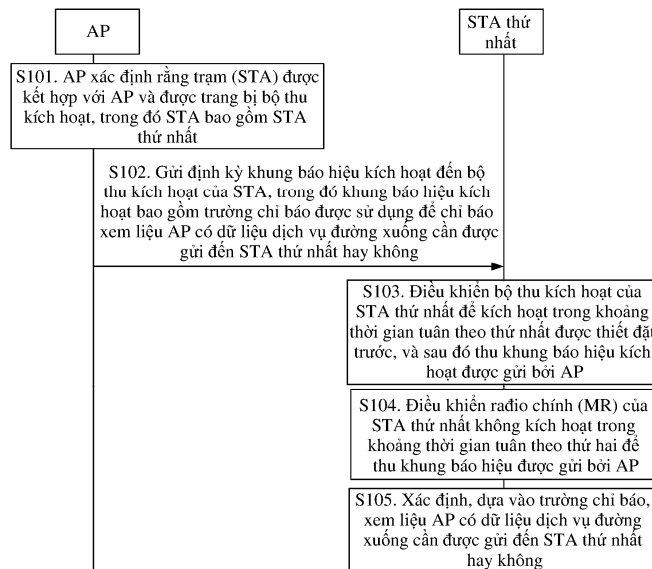 AP
STA thứ
nhất
S101. AP xác định rằng trạm (STA) được
kết hợp với AP và được trang bị bộ thu
kích hoạt, trong đó STA bao gồm STA
thứ nhất
S102. Gửi định kỳ khung báo hiệu kích hoạt đến bộ
thu kích hoạt của STA, trong đó khung báo hiệu kích
hoạt bao gồm trường chỉ báo được sử dụng để chỉ báo
xem liệu AP có dữ liệu dịch vụ đường xuống cần được
gửi đến STA thứ nhất hay không
S103. Điều khiển bộ thu kích hoạt của
STA thứ nhất để kích hoạt trong khoảng
thời gian tuân theo thứ nhất được thiết đặt
trước, và sau đó thu khung báo hiệu kích
hoạt được gửi bởi AP
S104. Điều khiển rađio chính (MR) của
STA thứ nhất không kích hoạt trong
khoảng thời gian tuân theo thứ hai để
thu khung báo hiệu được gửi bởi AP
S105. Xác định, dựa vào trường chỉ báo,
xem liệu AP có dữ liệu dịch vụ đường
xuống cần được gửi đến STA thứ nhất
hay không